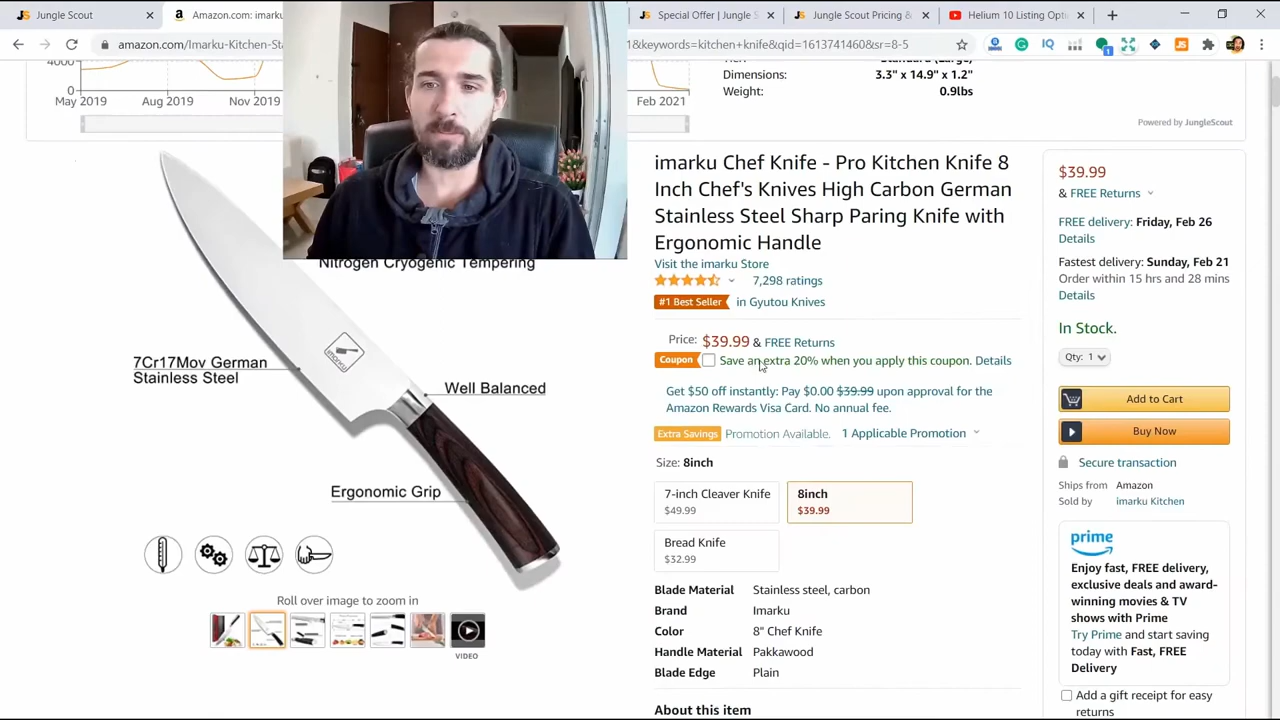 Jungle Scout
Amazon.com: imarku
Special Offer | Jungle S
Jungle Scout Pricing &
Helium 10 Listing Opti
amazon.com/Imarku-Kitchen-St
1&keywords=kitchen+knife&qid=1613741460&sr=8-5
4000
0
May 2019
Aug 2019
Nov 2019
Feb 2021
Standard (Large)
Dimensions:
3.3" x 14.9" x 1.2"
Weight:
0.9lbs
Powered by JungleScout
Nitrogen Cryogenic Tempering
7Cr17Mov German
Stainless Steel
Well Balanced
Ergonomic Grip
imarku
Roll over image to zoom in
VIDEO
imarku Chef Knife - Pro Kitchen Knife 8
Inch Chef's Knives High Carbon German
Stainless Steel Sharp Paring Knife with
Ergonomic Handle
Visit the imarku Store
7,298 ratings
#1 Best Seller in Gyutou Knives
Price: $39.99 & FREE Returns
Coupon Save an extra 20% when you apply this coupon. Details
Get $50 off instantly: Pay $0.00 $39.99 upon approval for the
Amazon Rewards Visa Card. No annual fee.
Extra Savings Promotion Available. 1 Applicable Promotion
Size: 8inch
7-inch Cleaver Knife
$49.99
8inch
$39.99
Bread Knife
$32.99
Blade Material Stainless steel, carbon
Brand Imarku
Color 8" Chef Knife
Handle Material Pakkawood
Blade Edge Plain
About this item
$39.99
& FREE Returns
FREE delivery: Friday, Feb 26
Details
Fastest delivery: Sunday, Feb 21
Order within 15 hrs and 28 mins
Details
In Stock.
Qty: 1
Add to Cart
Buy Now
Secure transaction
Ships from Amazon
Sold by imarku Kitchen
prime
Enjoy fast, FREE delivery,
exclusive deals and award-
winning movies & TV
shows with Prime
Try Prime and start saving
today with Fast, FREE
Delivery
Add a gift receipt for easy
returns